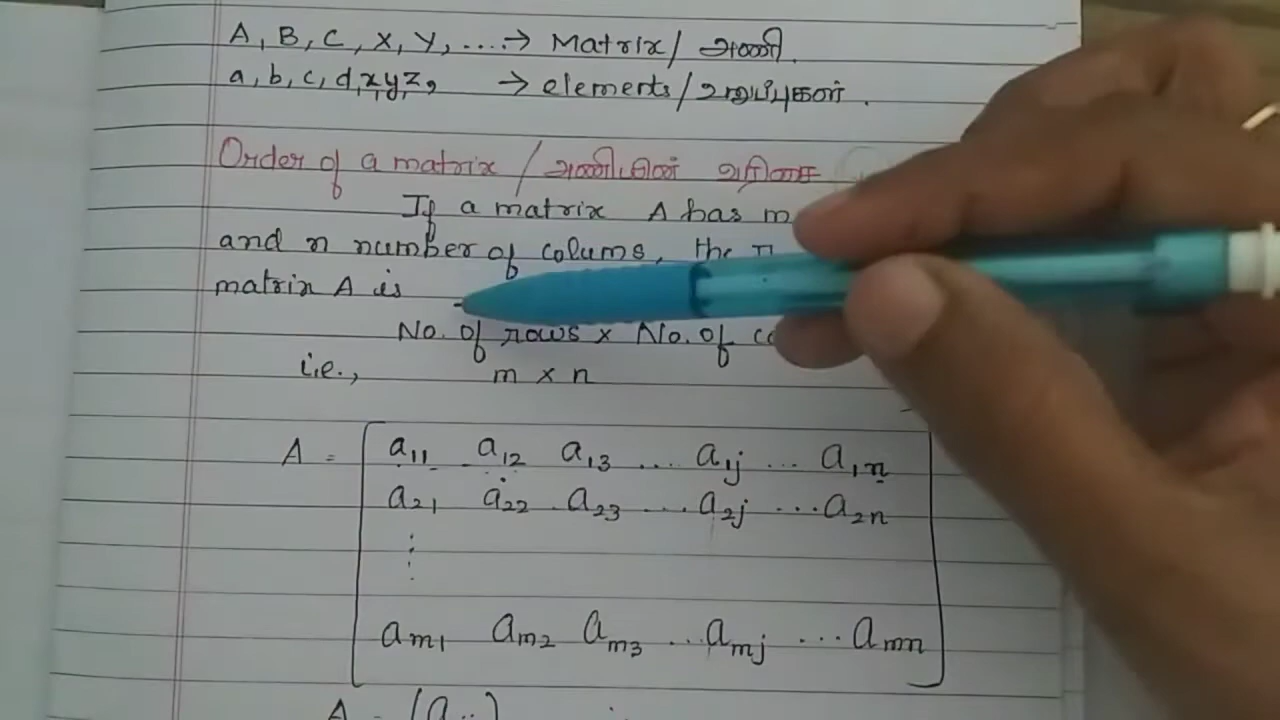 A, B, C, X, Y, ....→ Matrix / அணி.
a, b, c, d, x, y, z, → elements / உறுப்புகள்.
Order of a matrix / அணியின் வரிசை
If a matrix A has m
and n number of colums, the
matrix A is
No. of rows × No. of
i.e., m × n
A = [ a₁₁ a₁₂ a₁₃ .... a₁j ... a₁n
a₂₁ a₂₂ a₂₃ ... a₂j ... a₂n
⋮
am₁ am₂ am₃ ... amj ... amn ]
A = (a..)